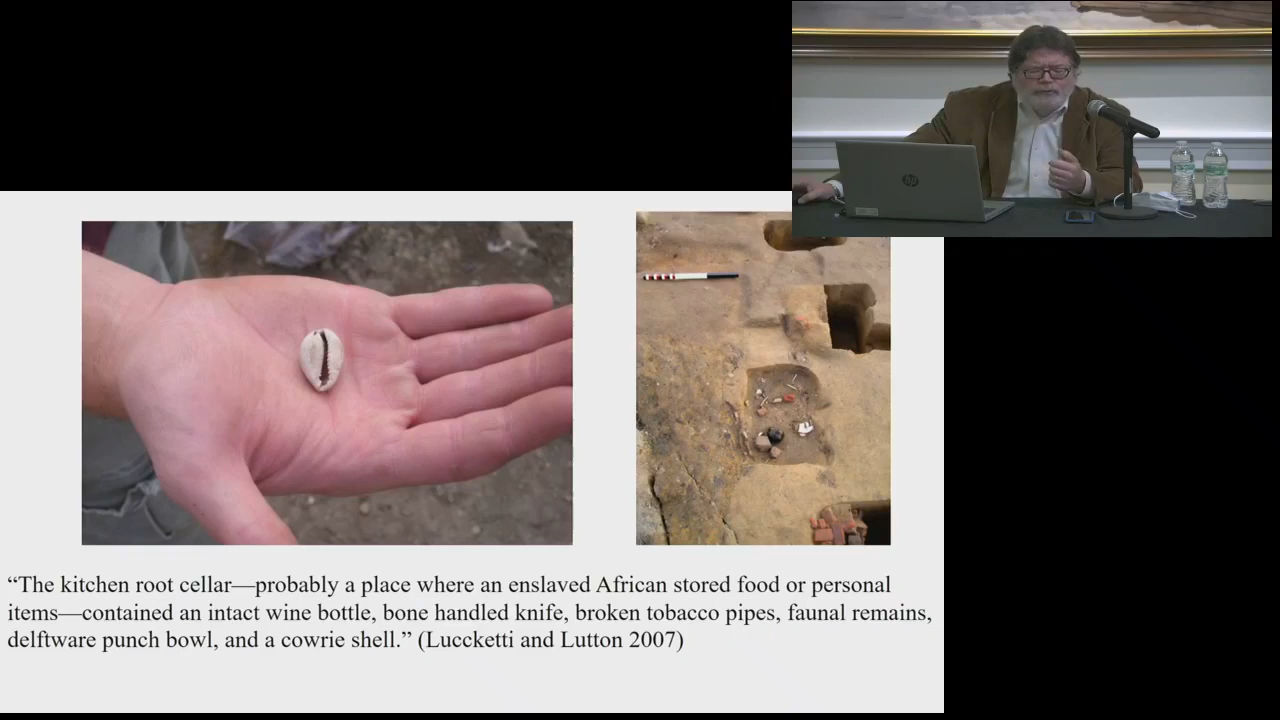 hp
“The kitchen root cellar—probably a place where an enslaved African stored food or personal
items—contained an intact wine bottle, bone handled knife, broken tobacco pipes, faunal remains,
delftware punch bowl, and a cowrie shell.” (Luccketti and Lutton 2007)